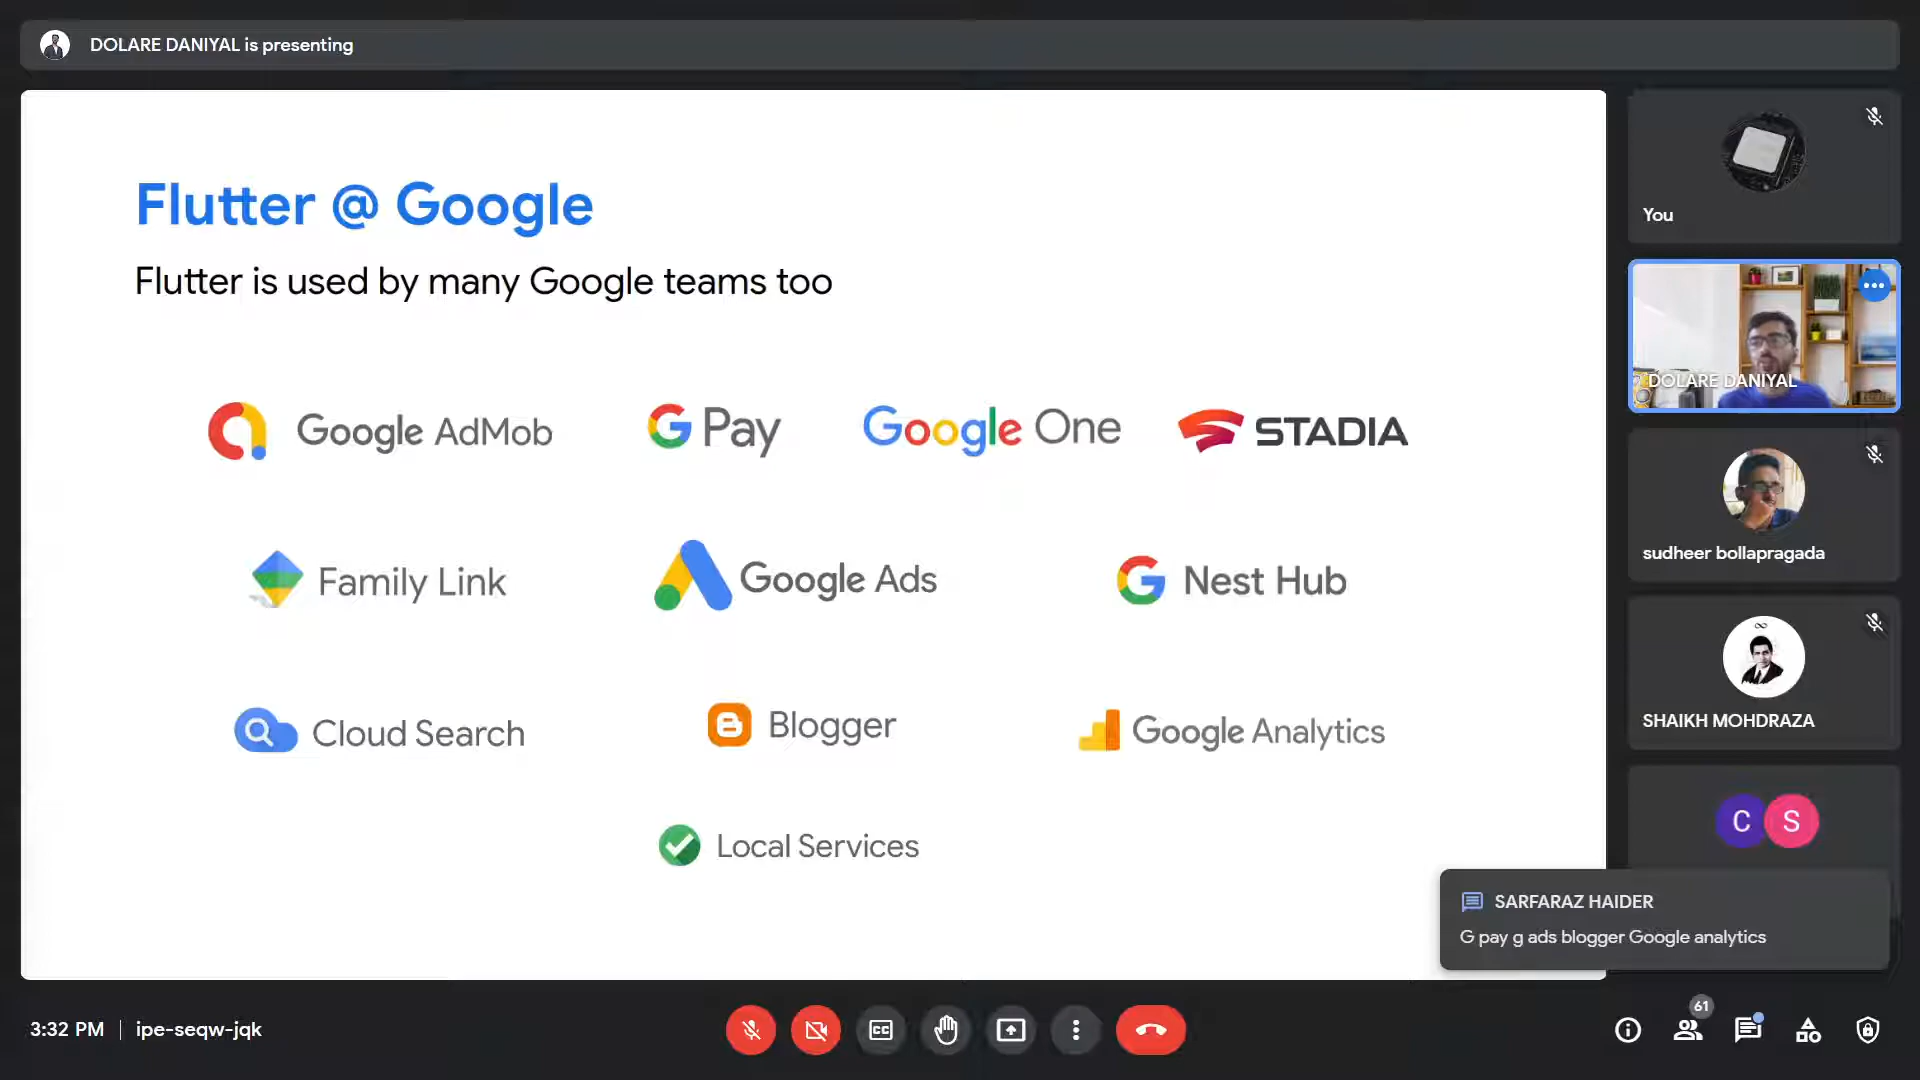 DOLARE DANIYAL is presenting
Flutter @ Google
Flutter is used by many Google teams too
Google AdMob
G Pay
Google One
STADIA
Family Link
Google Ads
G Nest Hub
Cloud Search
Blogger
Google Analytics
Local Services
You
DOLARE DANIYAL
sudheer bollapragada
SHAIKH MOHDRAZA
C S
SARFARAZ HAIDER
G pay g ads blogger Google analytics
3:32 PM | ipe-seqw-jqk
CC
61